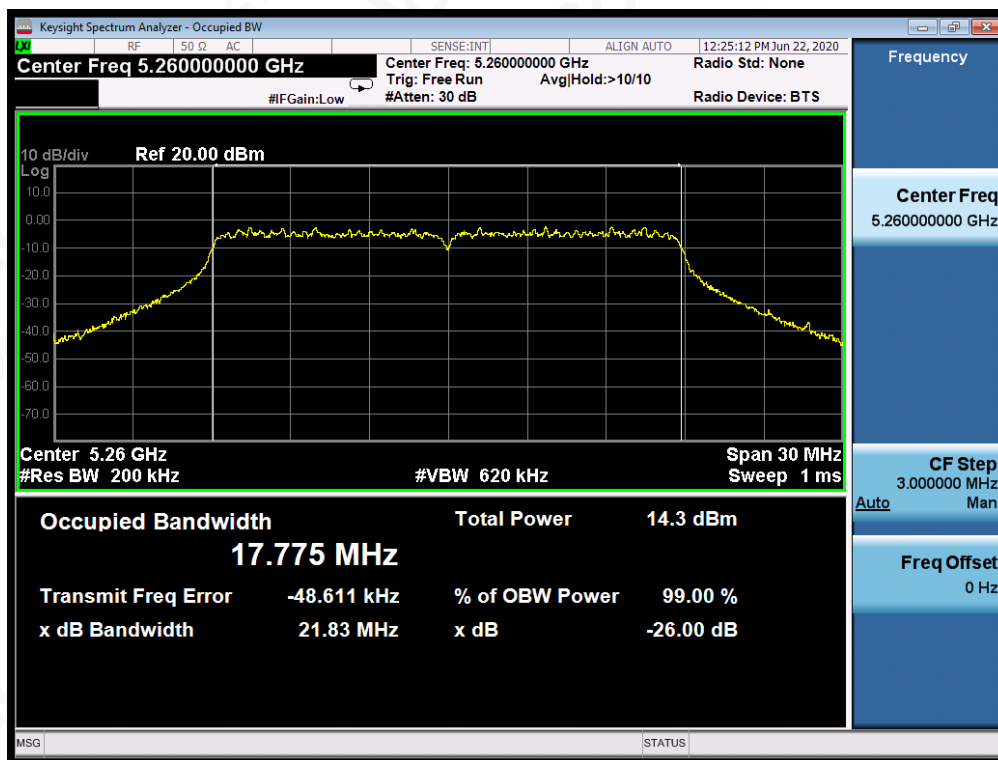 Keysight Spectrum Analyzer - Occupied BW
LXI RF 50 Ω AC SENSE:INT ALIGN AUTO 12:25:12 PM Jun 22, 2020
Center Freq 5.260000000 GHz
Center Freq: 5.260000000 GHz Radio Std: None
Trig: Free Run Avg|Hold:>10/10
#IFGain:Low #Atten: 30 dB Radio Device: BTS
10 dB/div Ref 20.00 dBm
Log
10.0
0.00
-10.0
-20.0
-30.0
-40.0
-50.0
-60.0
-70.0
Center 5.26 GHz Span 30 MHz
#Res BW 200 kHz #VBW 620 kHz Sweep 1 ms
Occupied Bandwidth Total Power 14.3 dBm
17.775 MHz
Transmit Freq Error -48.611 kHz % of OBW Power 99.00 %
x dB Bandwidth 21.83 MHz x dB -26.00 dB
MSG STATUS
Frequency
Center Freq
5.260000000 GHz
CF Step
3.000000 MHz
Auto Man
Freq Offset
0 Hz